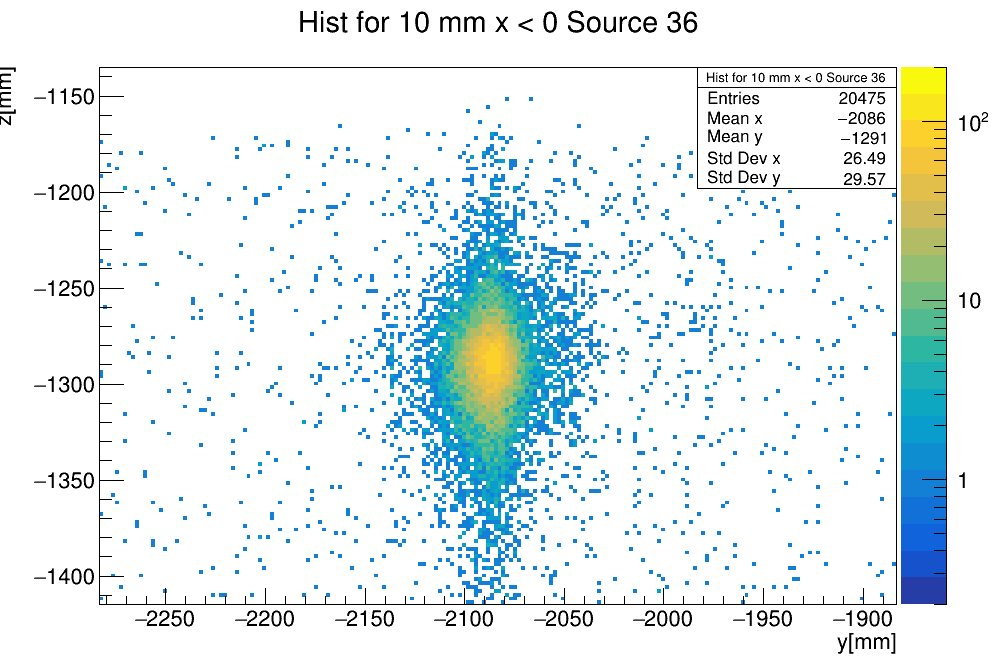 Hist for 10 mm x < 0 Source 36
z[mm]
−1150
−1200
−1250
−1300
−1350
−1400
Hist for 10 mm x < 0 Source 36
Entries 20475
Mean x −2086
Mean y −1291
Std Dev x 26.49
Std Dev y 29.57
10²
10
1
−2250 −2200 −2150 −2100 −2050 −2000 −1950 −1900
y[mm]